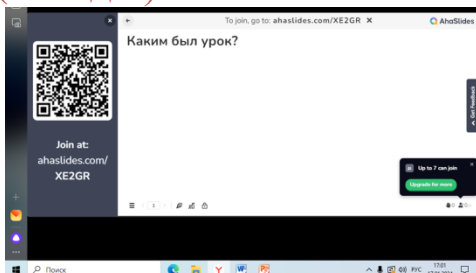 To join, go to: ahaslides.com/XE2GR
AhaSlides
Каким был урок?
Join at:
ahaslides.com/
XE2GR
Get Feedback
Up to 7 can join
Upgrade for more
1
Поиск
РУС
17:01